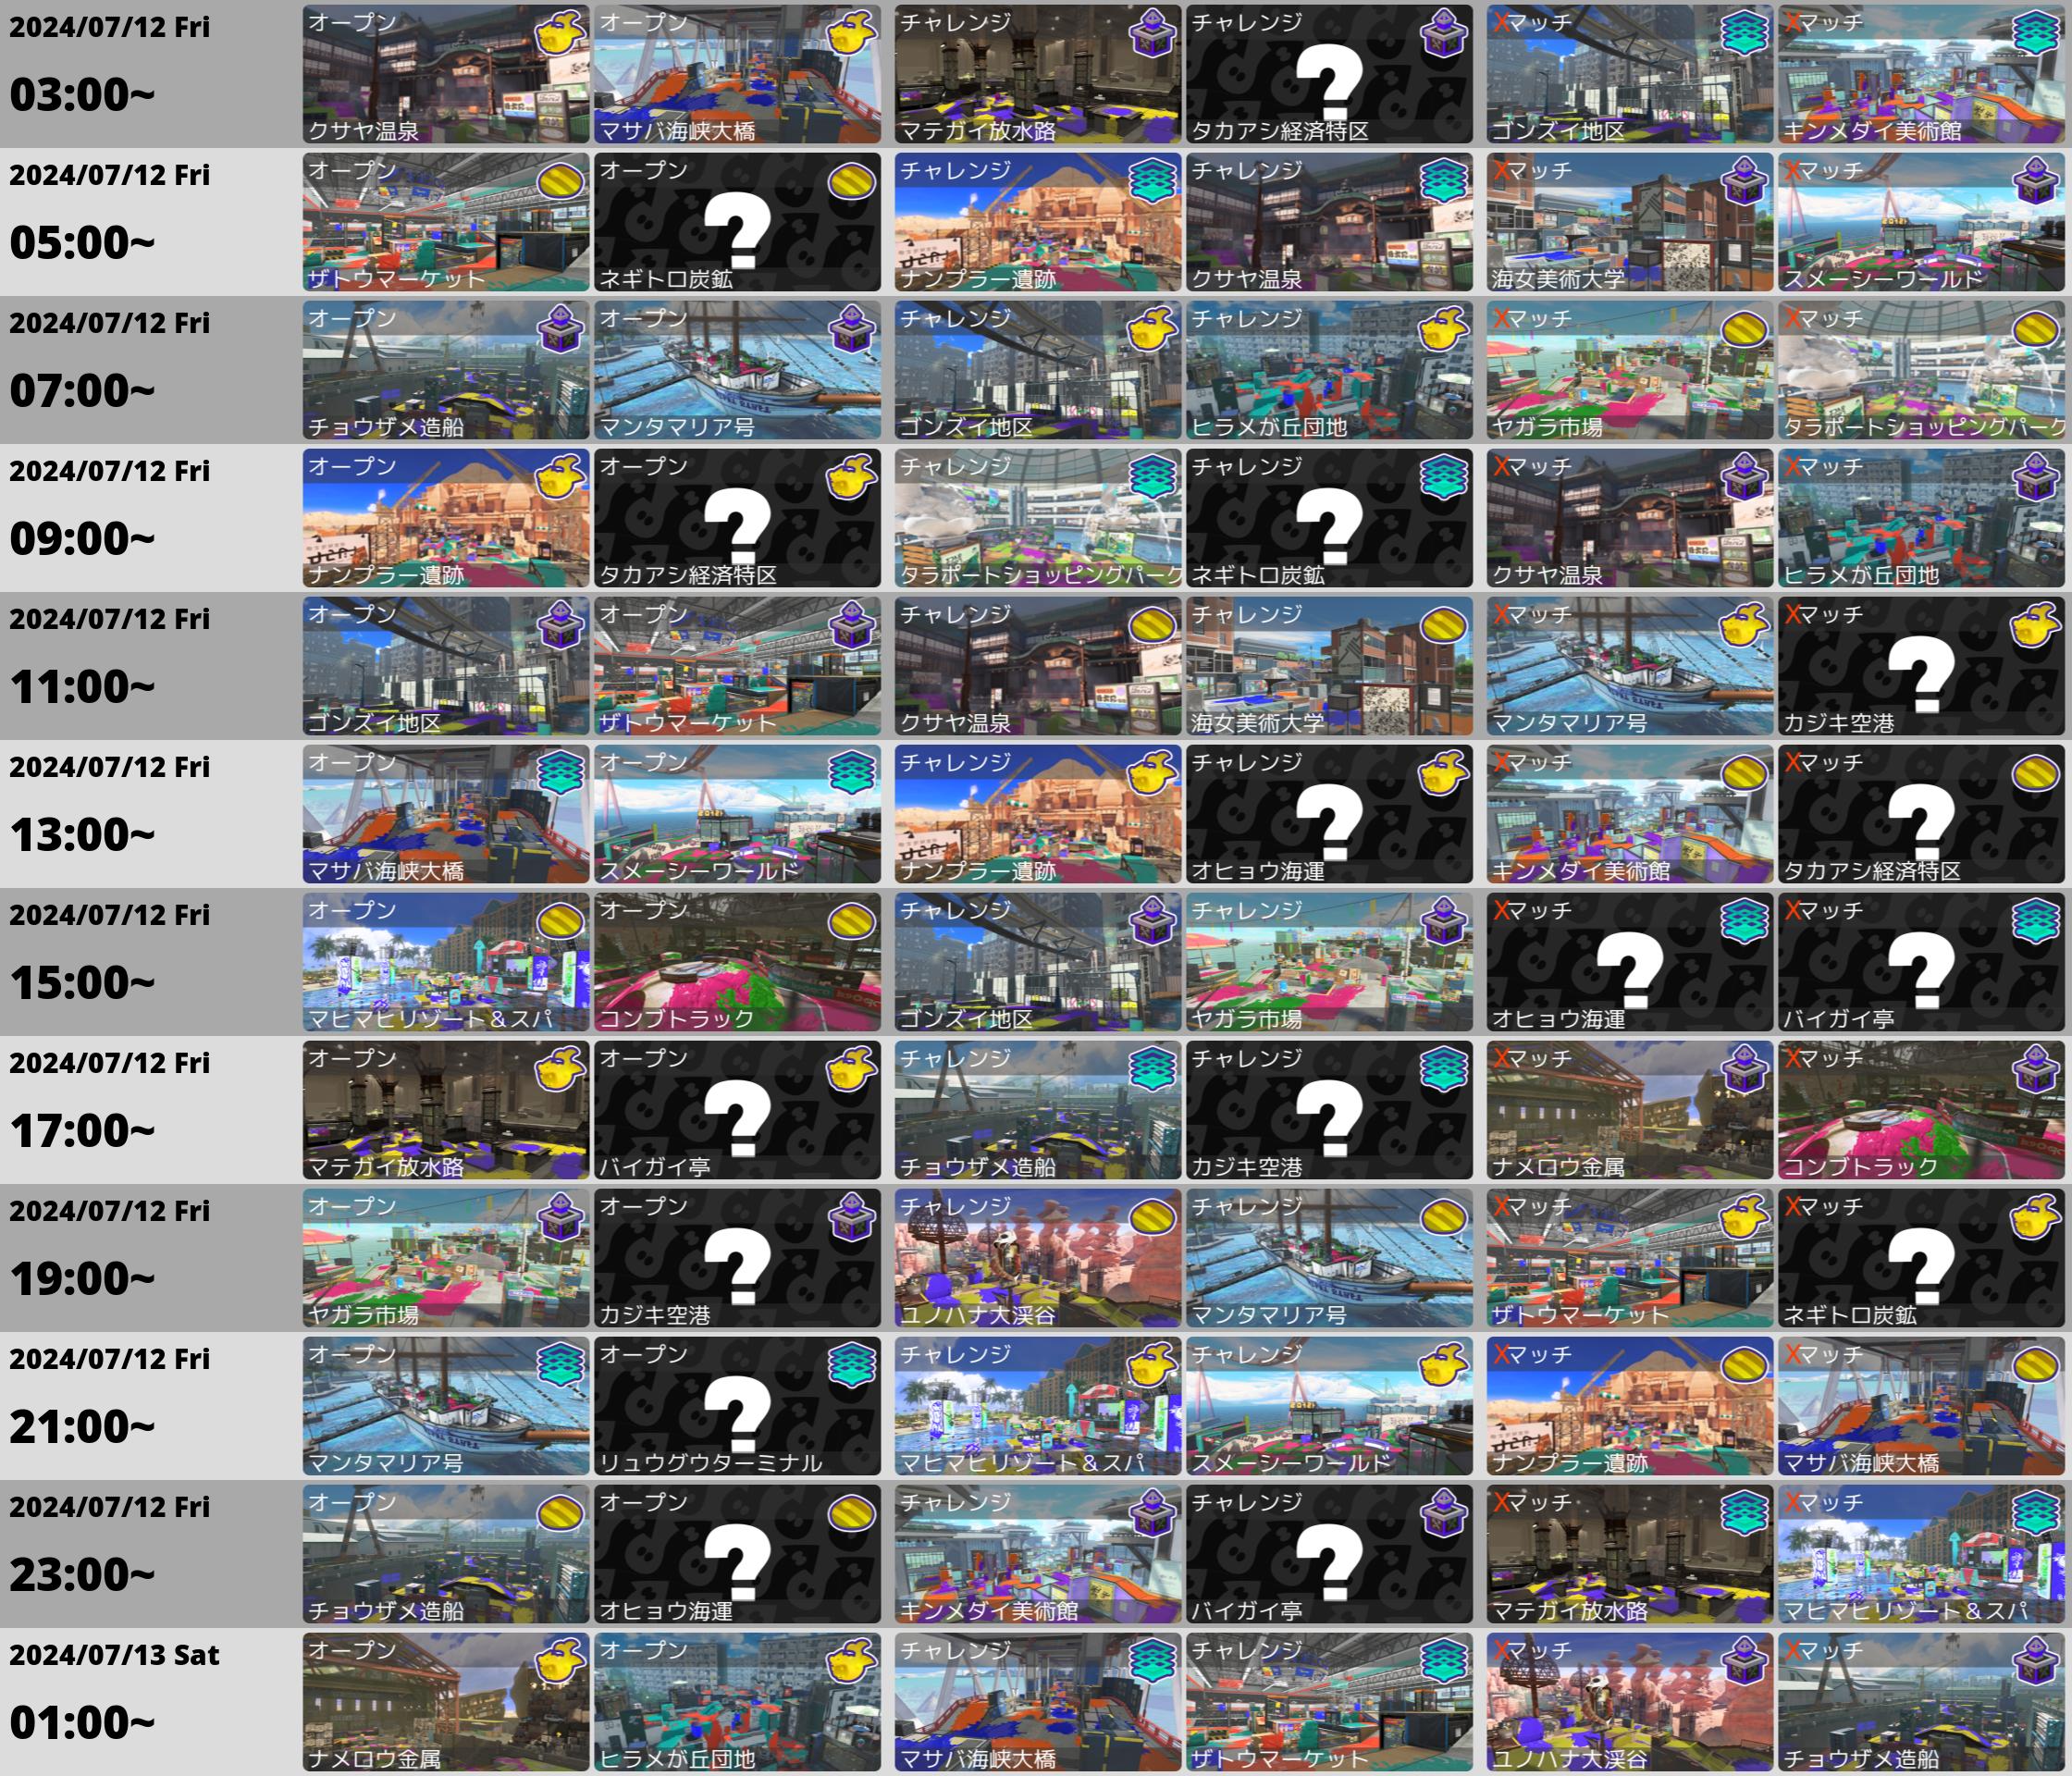 2024/07/12 Fri
03:00~
オープン オープン チャレンジ チャレンジ Xマッチ Xマッチ
クサヤ温泉 マサバ海峡大橋 マテガイ放水路 タカアシ経済特区 ゴンズイ地区 キンメダイ美術館
2024/07/12 Fri
05:00~
オープン オープン チャレンジ チャレンジ Xマッチ Xマッチ
ザトウマーケット ネギトロ炭鉱 ナンプラー遺跡 クサヤ温泉 海女美術大学 スメーシーワールド
2024/07/12 Fri
07:00~
オープン オープン チャレンジ チャレンジ Xマッチ Xマッチ
チョウザメ造船 マンタマリア号 ゴンズイ地区 ヒラメが丘団地 ヤガラ市場 タラポートショッピングパーク
2024/07/12 Fri
09:00~
オープン オープン チャレンジ チャレンジ Xマッチ Xマッチ
ナンプラー遺跡 タカアシ経済特区 タラポートショッピングパーク ネギトロ炭鉱 クサヤ温泉 ヒラメが丘団地
2024/07/12 Fri
11:00~
オープン オープン チャレンジ チャレンジ Xマッチ Xマッチ
ゴンズイ地区 ザトウマーケット クサヤ温泉 海女美術大学 マンタマリア号 カジキ空港
2024/07/12 Fri
13:00~
オープン オープン チャレンジ チャレンジ Xマッチ Xマッチ
マサバ海峡大橋 スメーシーワールド ナンプラー遺跡 オヒョウ海運 キンメダイ美術館 タカアシ経済特区
2024/07/12 Fri
15:00~
オープン オープン チャレンジ チャレンジ Xマッチ Xマッチ
マヒマヒリゾート＆スパ コンブトラック ゴンズイ地区 ヤガラ市場 オヒョウ海運 バイガイ亭
2024/07/12 Fri
17:00~
オープン オープン チャレンジ チャレンジ Xマッチ Xマッチ
マテガイ放水路 バイガイ亭 チョウザメ造船 カジキ空港 ナメロウ金属 コンブトラック
2024/07/12 Fri
19:00~
オープン オープン チャレンジ チャレンジ Xマッチ Xマッチ
ヤガラ市場 カジキ空港 ユノハナ大渓谷 マンタマリア号 ザトウマーケット ネギトロ炭鉱
2024/07/12 Fri
21:00~
オープン オープン チャレンジ チャレンジ Xマッチ Xマッチ
マンタマリア号 リュウグウターミナル マヒマヒリゾート＆スパ スメーシーワールド ナンプラー遺跡 マサバ海峡大橋
2024/07/12 Fri
23:00~
オープン オープン チャレンジ チャレンジ Xマッチ Xマッチ
チョウザメ造船 オヒョウ海運 キンメダイ美術館 バイガイ亭 マテガイ放水路 マヒマヒリゾート＆スパ
2024/07/13 Sat
01:00~
オープン オープン チャレンジ チャレンジ Xマッチ Xマッチ
ナメロウ金属 ヒラメが丘団地 マサバ海峡大橋 ザトウマーケット ユノハナ大渓谷 チョウザメ造船